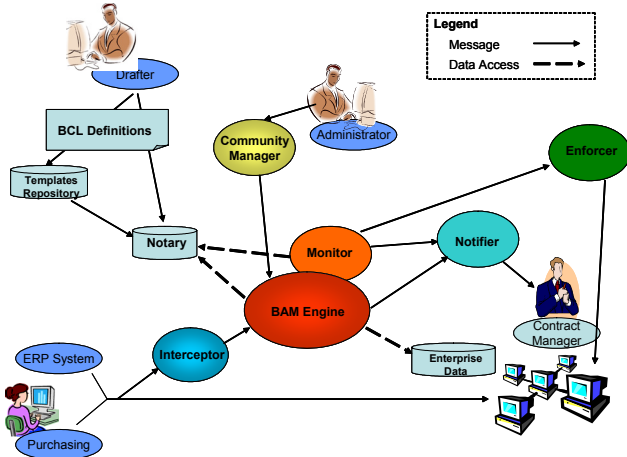 Legend
Message
Data Access
Drafter
BCL Definitions
Community
Manager
Administrator
Enforcer
Templates
Repository
Notary
Monitor
Notifier
BAM Engine
Contract
Manager
ERP System
Interceptor
Enterprise
Data
Purchasing